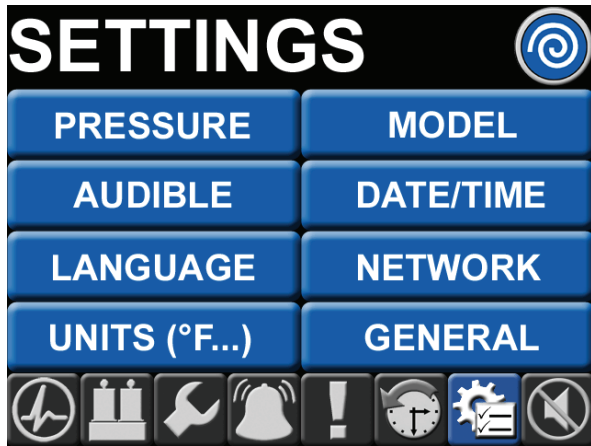 SETTINGS
PRESSURE
MODEL
AUDIBLE
DATE/TIME
LANGUAGE
NETWORK
UNITS (°F...)
GENERAL